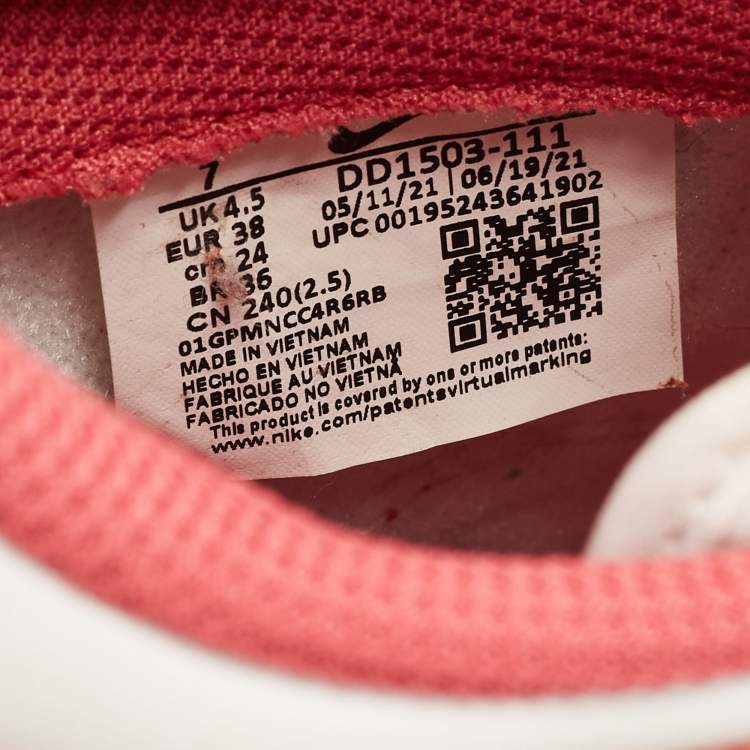 7
DD1503-111
UK 4.5
05/11/21 | 06/19/21
EUR 38
UPC 00195243641902
cm 24
BR 36
CN 240(2.5)
01GPMNCC4R6RB
MADE IN VIETNAM
HECHO EN VIETNAM
FABRIQUE AU VIETNAM
FABRICADO NO VIETNÃ
This product is covered by one or more patents:
www.nike.com/patentsvirtualmarking